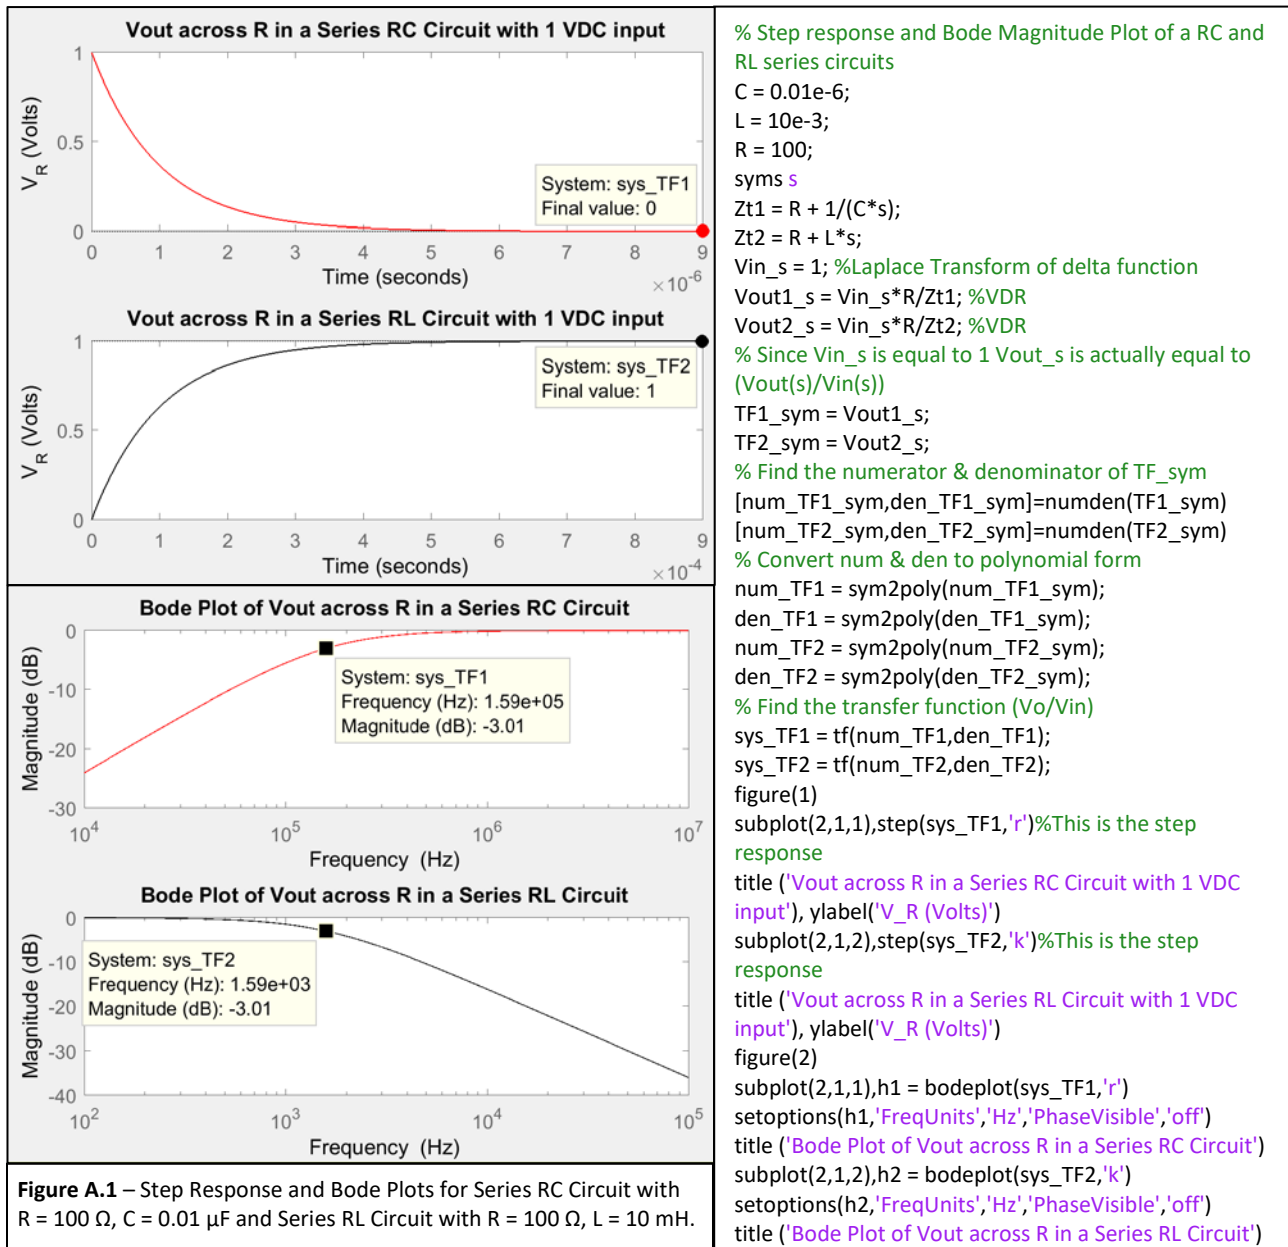 Vout across R in a Series RC Circuit with 1 VDC input
1
0.5
0
V_R (Volts)
System: sys_TF1
Final value: 0
0 1 2 3 4 5 6 7 8 9
Time (seconds)
×10^-6
Vout across R in a Series RL Circuit with 1 VDC input
1
0.5
0
V_R (Volts)
System: sys_TF2
Final value: 1
0 1 2 3 4 5 6 7 8 9
Time (seconds)
×10^-4
Bode Plot of Vout across R in a Series RC Circuit
0
-10
-20
-30
Magnitude (dB)
System: sys_TF1
Frequency (Hz): 1.59e+05
Magnitude (dB): -3.01
10^4 10^5 10^6 10^7
Frequency (Hz)
Bode Plot of Vout across R in a Series RL Circuit
0
-10
-20
-30
-40
Magnitude (dB)
System: sys_TF2
Frequency (Hz): 1.59e+03
Magnitude (dB): -3.01
10^2 10^3 10^4 10^5
Frequency (Hz)
Figure A.1 – Step Response and Bode Plots for Series RC Circuit with
R = 100 Ω, C = 0.01 µF and Series RL Circuit with R = 100 Ω, L = 10 mH.
% Step response and Bode Magnitude Plot of a RC and
RL series circuits
C = 0.01e-6;
L = 10e-3;
R = 100;
syms s
Zt1 = R + 1/(C*s);
Zt2 = R + L*s;
Vin_s = 1; %Laplace Transform of delta function
Vout1_s = Vin_s*R/Zt1; %VDR
Vout2_s = Vin_s*R/Zt2; %VDR
% Since Vin_s is equal to 1 Vout_s is actually equal to
(Vout(s)/Vin(s))
TF1_sym = Vout1_s;
TF2_sym = Vout2_s;
% Find the numerator & denominator of TF_sym
[num_TF1_sym,den_TF1_sym]=numden(TF1_sym)
[num_TF2_sym,den_TF2_sym]=numden(TF2_sym)
% Convert num & den to polynomial form
num_TF1 = sym2poly(num_TF1_sym);
den_TF1 = sym2poly(den_TF1_sym);
num_TF2 = sym2poly(num_TF2_sym);
den_TF2 = sym2poly(den_TF2_sym);
% Find the transfer function (Vo/Vin)
sys_TF1 = tf(num_TF1,den_TF1);
sys_TF2 = tf(num_TF2,den_TF2);
figure(1)
subplot(2,1,1),step(sys_TF1,'r')%This is the step
response
title ('Vout across R in a Series RC Circuit with 1 VDC
input'), ylabel('V_R (Volts)')
subplot(2,1,2),step(sys_TF2,'k')%This is the step
response
title ('Vout across R in a Series RL Circuit with 1 VDC
input'), ylabel('V_R (Volts)')
figure(2)
subplot(2,1,1),h1 = bodeplot(sys_TF1,'r')
setoptions(h1,'FreqUnits','Hz','PhaseVisible','off')
title ('Bode Plot of Vout across R in a Series RC Circuit')
subplot(2,1,2),h2 = bodeplot(sys_TF2,'k')
setoptions(h2,'FreqUnits','Hz','PhaseVisible','off')
title ('Bode Plot of Vout across R in a Series RL Circuit')